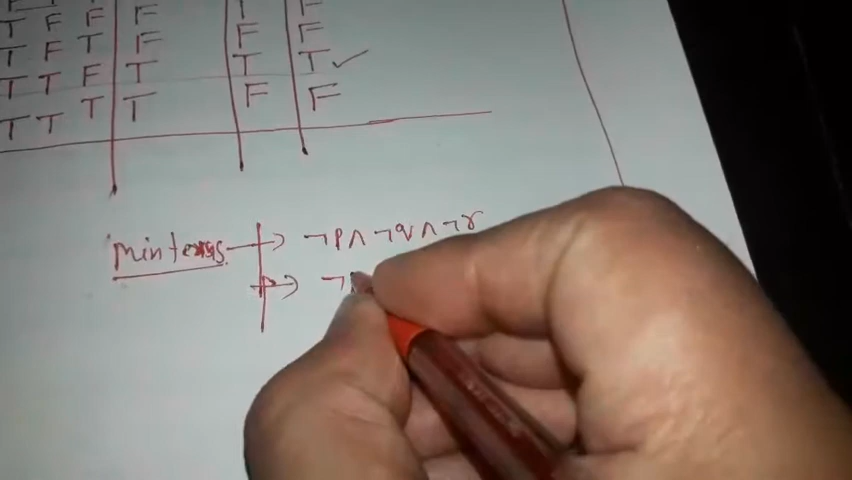 T F F F T F
T F T F F F
T T F T T T ✓
T T T T F F
Minterms → ¬p∧ ¬q∧ ¬r
→ ¬